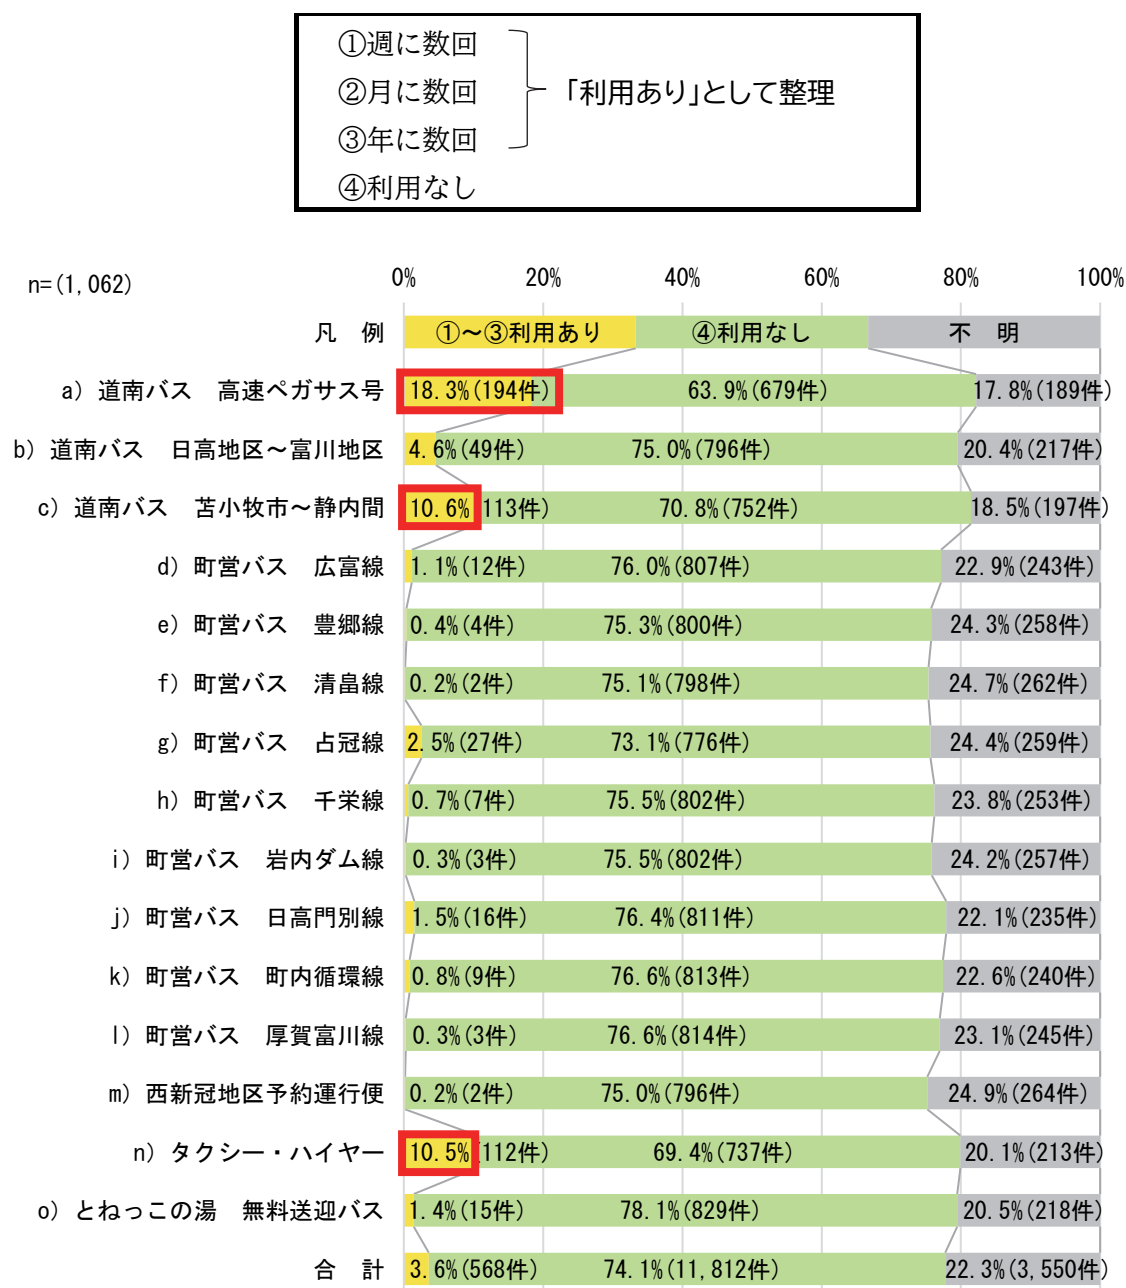 ①週に数回
②月に数回
「利用あり」として整理
③年に数回
④利用なし
n=(1,062)
0% 20% 40% 60% 80% 100%
凡　例 ①～③利用あり ④利用なし 不　明
a) 道南バス　高速ペガサス号 18.3%(194件) 63.9%(679件) 17.8%(189件)
b) 道南バス　日高地区～富川地区 4.6%(49件) 75.0%(796件) 20.4%(217件)
c) 道南バス　苫小牧市～静内間 10.6%(113件) 70.8%(752件) 18.5%(197件)
d) 町営バス　広富線 1.1%(12件) 76.0%(807件) 22.9%(243件)
e) 町営バス　豊郷線 0.4%(4件) 75.3%(800件) 24.3%(258件)
f) 町営バス　清畠線 0.2%(2件) 75.1%(798件) 24.7%(262件)
g) 町営バス　占冠線 2.5%(27件) 73.1%(776件) 24.4%(259件)
h) 町営バス　千栄線 0.7%(7件) 75.5%(802件) 23.8%(253件)
i) 町営バス　岩内ダム線 0.3%(3件) 75.5%(802件) 24.2%(257件)
j) 町営バス　日高門別線 1.5%(16件) 76.4%(811件) 22.1%(235件)
k) 町営バス　町内循環線 0.8%(9件) 76.6%(813件) 22.6%(240件)
l) 町営バス　厚賀富川線 0.3%(3件) 76.6%(814件) 23.1%(245件)
m) 西新冠地区予約運行便 0.2%(2件) 75.0%(796件) 24.9%(264件)
n) タクシー・ハイヤー 10.5%(112件) 69.4%(737件) 20.1%(213件)
o) とねっこの湯　無料送迎バス 1.4%(15件) 78.1%(829件) 20.5%(218件)
合　計 3.6%(568件) 74.1%(11,812件) 22.3%(3,550件)